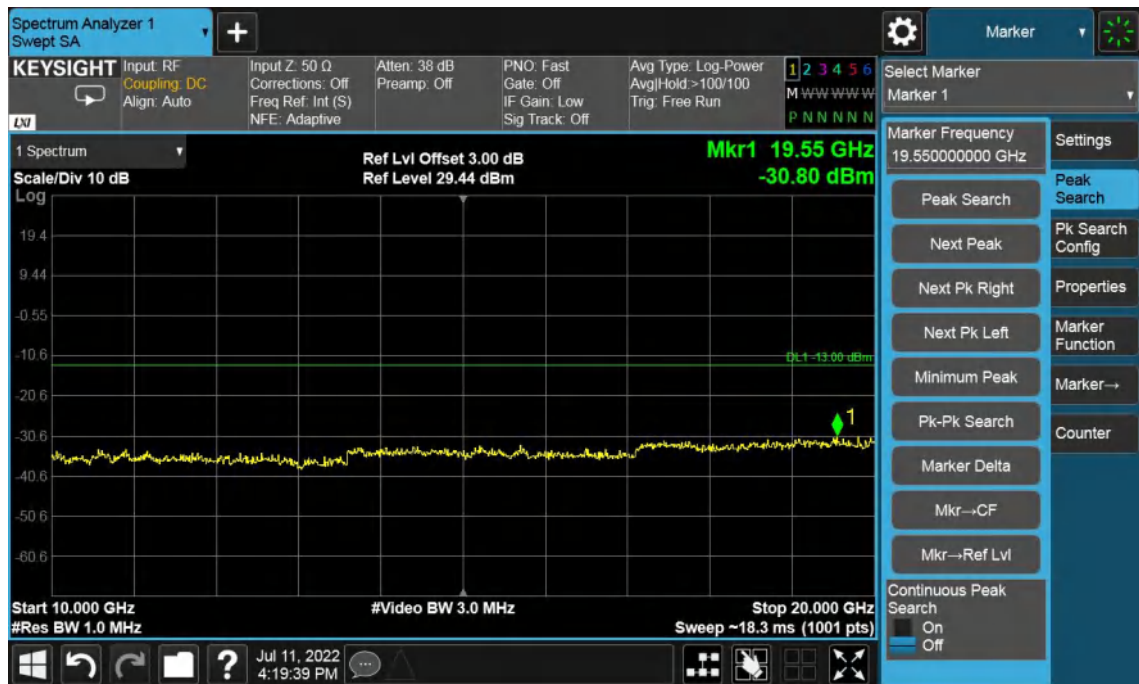 Spectrum Analyzer 1
Swept SA
+
Marker
KEYSIGHT
LXI
Input: RF
Coupling: DC
Align: Auto
Input Z: 50 Ω
Corrections: Off
Freq Ref: Int (S)
NFE: Adaptive
Atten: 38 dB
Preamp: Off
PNO: Fast
Gate: Off
IF Gain: Low
Sig Track: Off
Avg Type: Log-Power
Avg|Hold:>100/100
Trig: Free Run
1 2 3 4 5 6
M W W W W W
P N N N N N
Select Marker
Marker 1
1 Spectrum
Scale/Div 10 dB
Log
Ref Lvl Offset 3.00 dB
Ref Level 29.44 dBm
Mkr1 19.55 GHz
-30.80 dBm
19.4
9.44
-0.55
-10.6
-20.6
-30.6
-40.6
-50.6
-60.6
DL1 -13.00 dBm
1
Start 10.000 GHz
#Res BW 1.0 MHz
#Video BW 3.0 MHz
Stop 20.000 GHz
Sweep ~18.3 ms (1001 pts)
Marker Frequency
19.550000000 GHz
Peak Search
Next Peak
Next Pk Right
Next Pk Left
Minimum Peak
Pk-Pk Search
Marker Delta
Mkr→CF
Mkr→Ref Lvl
Continuous Peak
Search
On
Off
Settings
Peak
Search
Pk Search
Config
Properties
Marker
Function
Marker→
Counter
?
Jul 11, 2022
4:19:39 PM